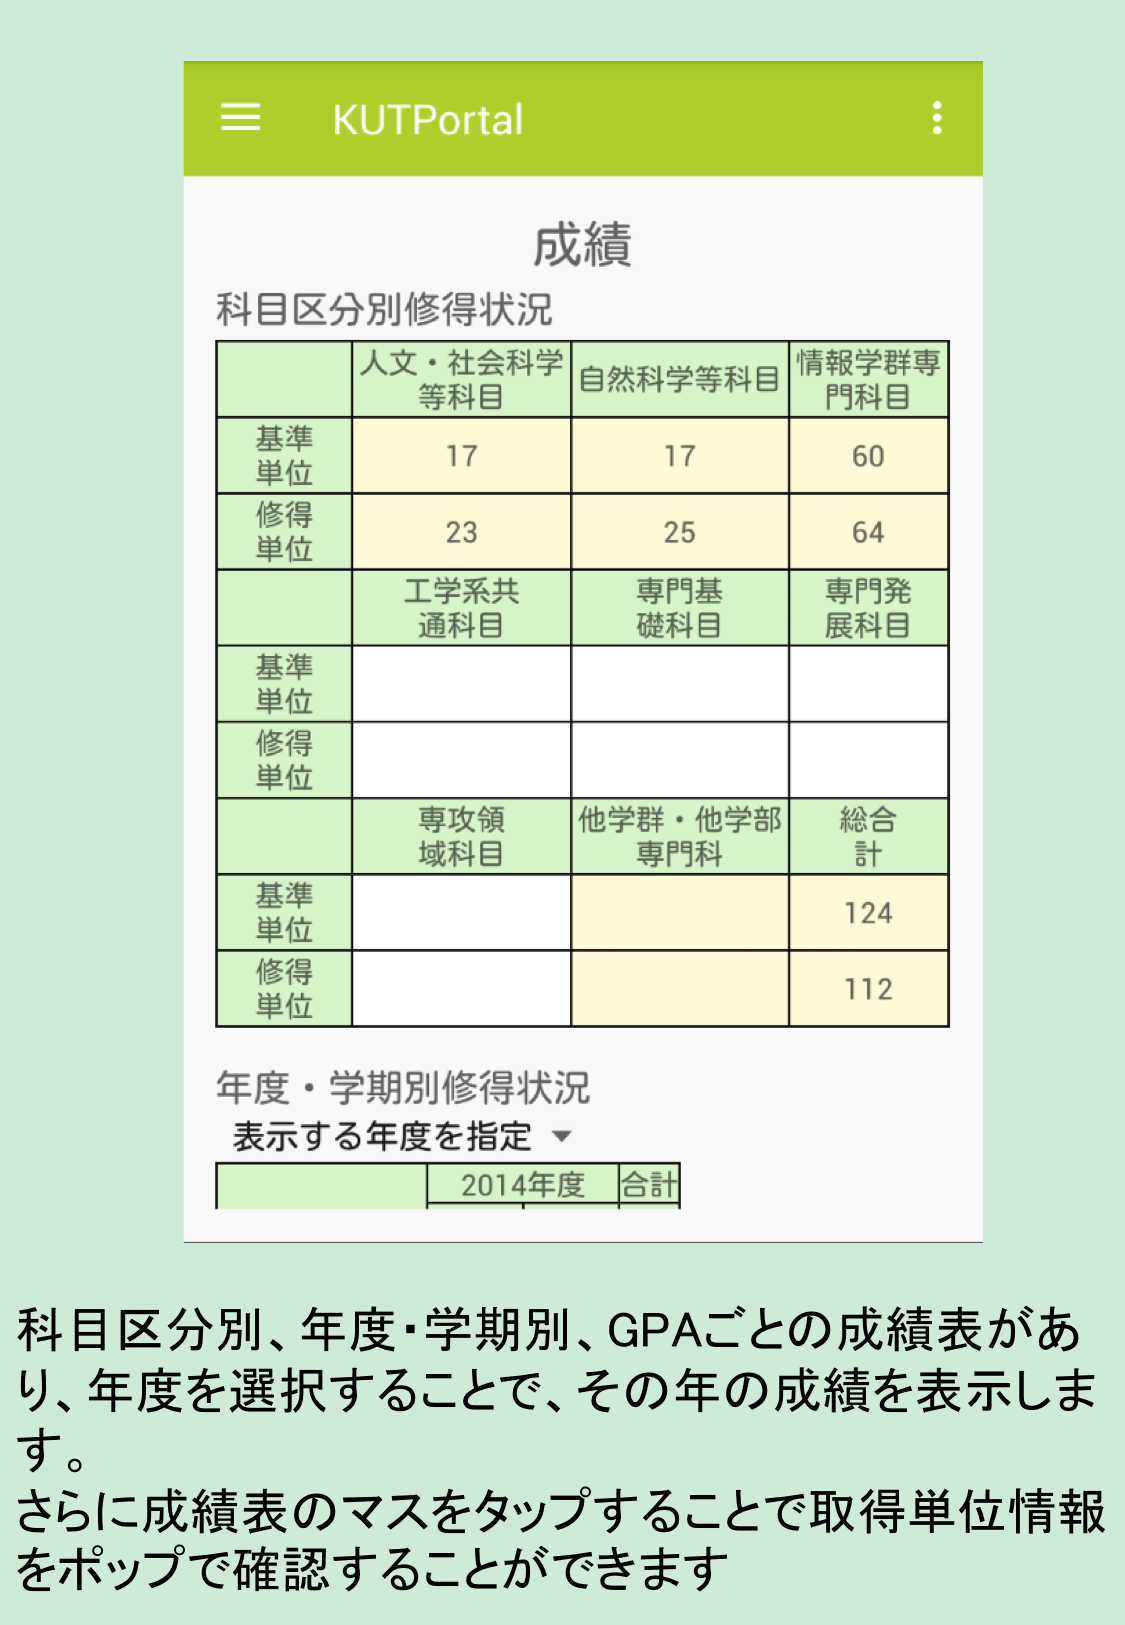 KUTPortal
成績
科目区分別修得状況
人文・社会科学
等科目
自然科学等科目
情報学群専
門科目
基準
単位
17
17
60
修得
単位
23
25
64
工学系共
通科目
専門基
礎科目
専門発
展科目
基準
単位
修得
単位
専攻領
域科目
他学群・他学部
専門科
総合
計
基準
単位
124
修得
単位
112
年度・学期別修得状況
表示する年度を指定
2014年度
合計
科目区分別、年度・学期別、GPAごとの成績表があ
り、年度を選択することで、その年の成績を表示しま
す。
さらに成績表のマスをタップすることで取得単位情報
をポップで確認することができます